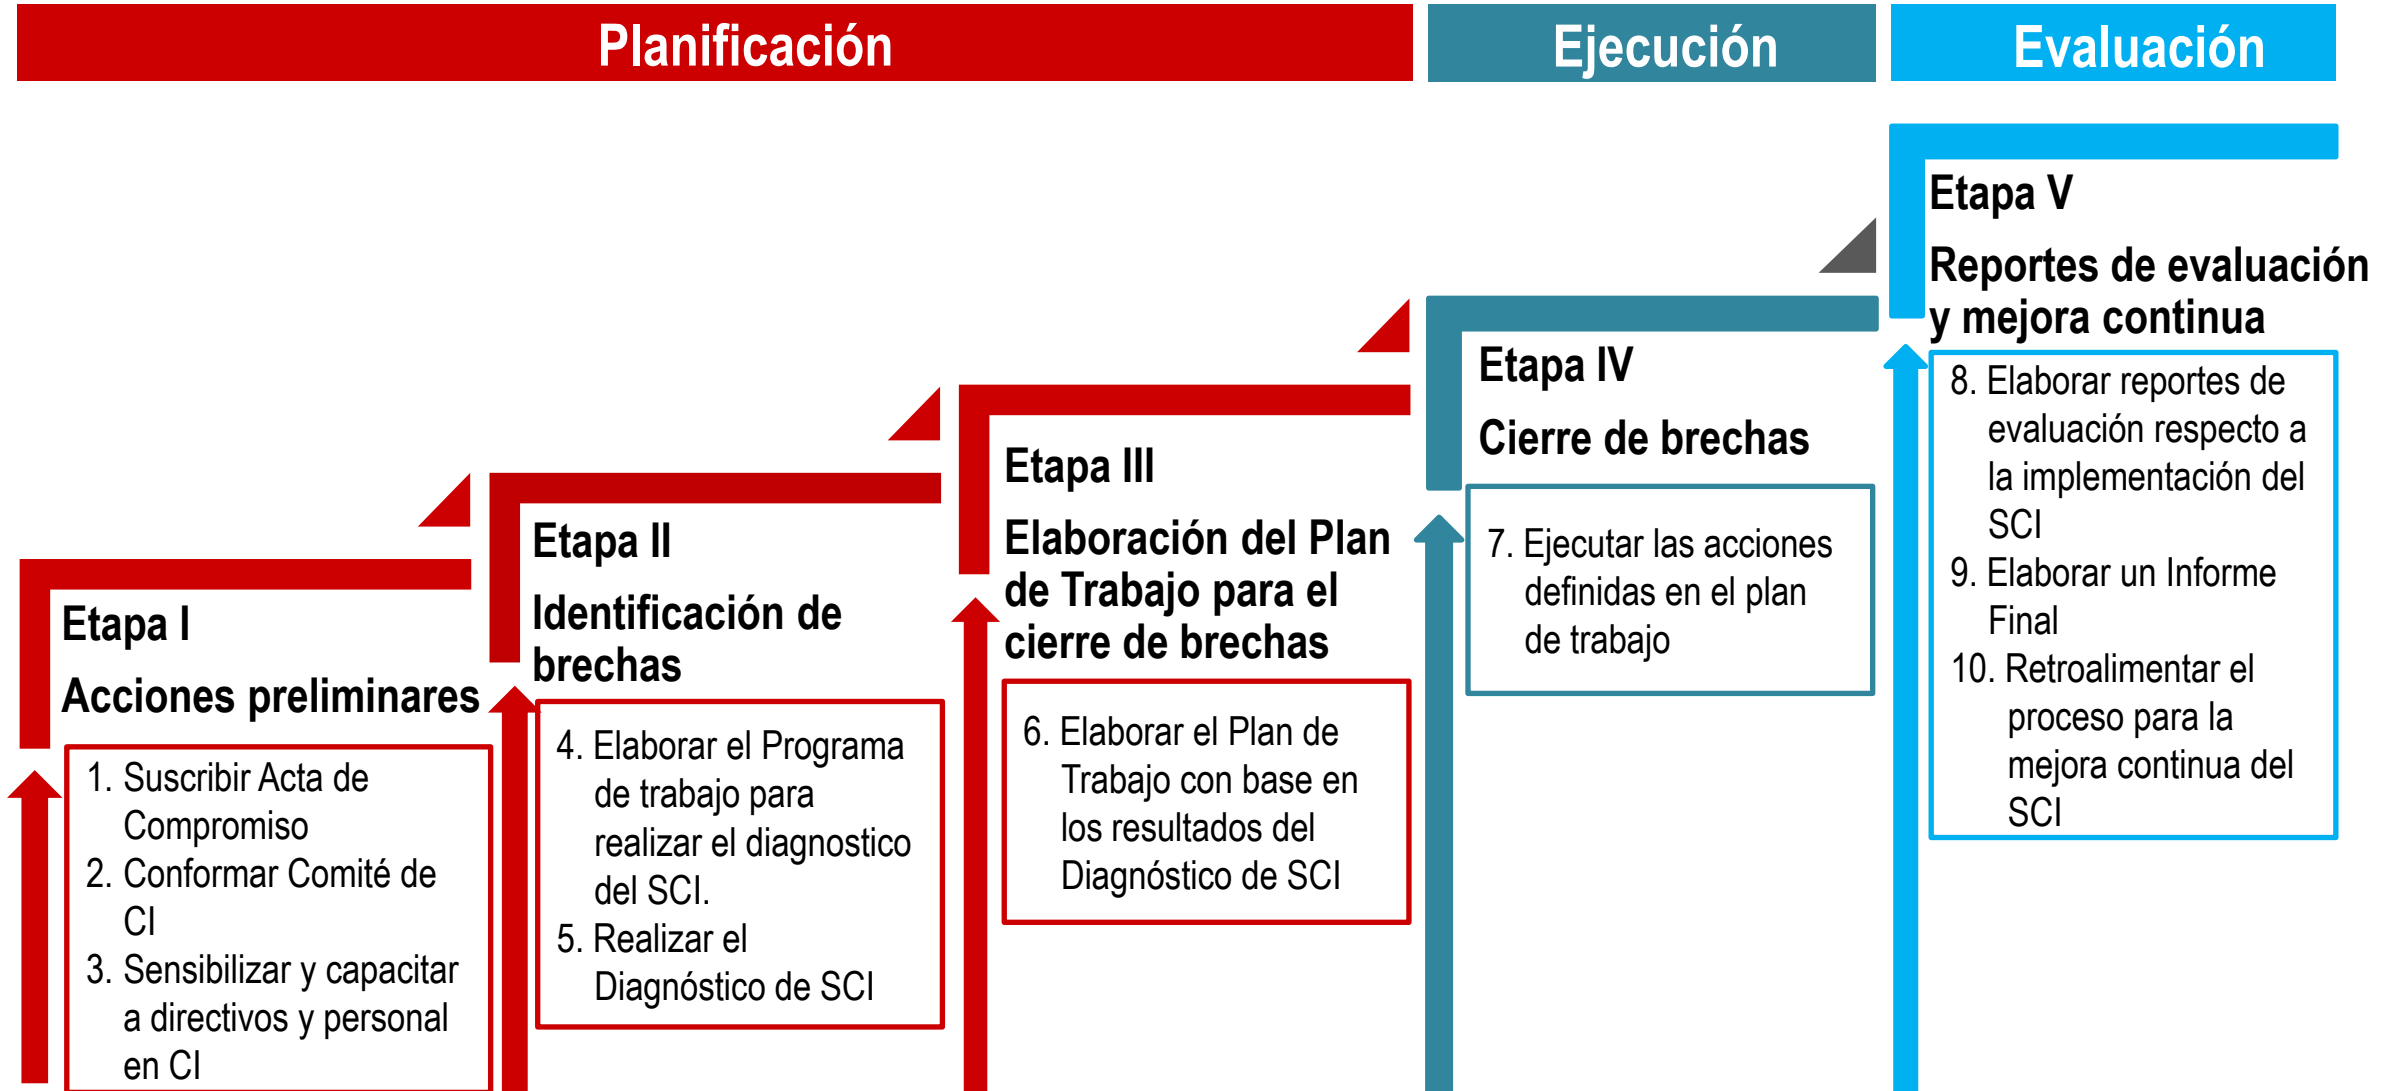 Planificación
Ejecución
Evaluación
Etapa I
Acciones preliminares
1. Suscribir Acta de
Compromiso
2. Conformar Comité de
CI
3. Sensibilizar y capacitar
a directivos y personal
en CI
Etapa II
Identificación de
brechas
4. Elaborar el Programa
de trabajo para
realizar el diagnostico
del SCI.
5. Realizar el
Diagnóstico de SCI
Etapa III
Elaboración del Plan
de Trabajo para el
cierre de brechas
6. Elaborar el Plan de
Trabajo con base en
los resultados del
Diagnóstico de SCI
Etapa IV
Cierre de brechas
7. Ejecutar las acciones
definidas en el plan
de trabajo
Etapa V
Reportes de evaluación
y mejora continua
8. Elaborar reportes de
evaluación respecto a
la implementación del
SCI
9. Elaborar un Informe
Final
10. Retroalimentar el
proceso para la
mejora continua del
SCI